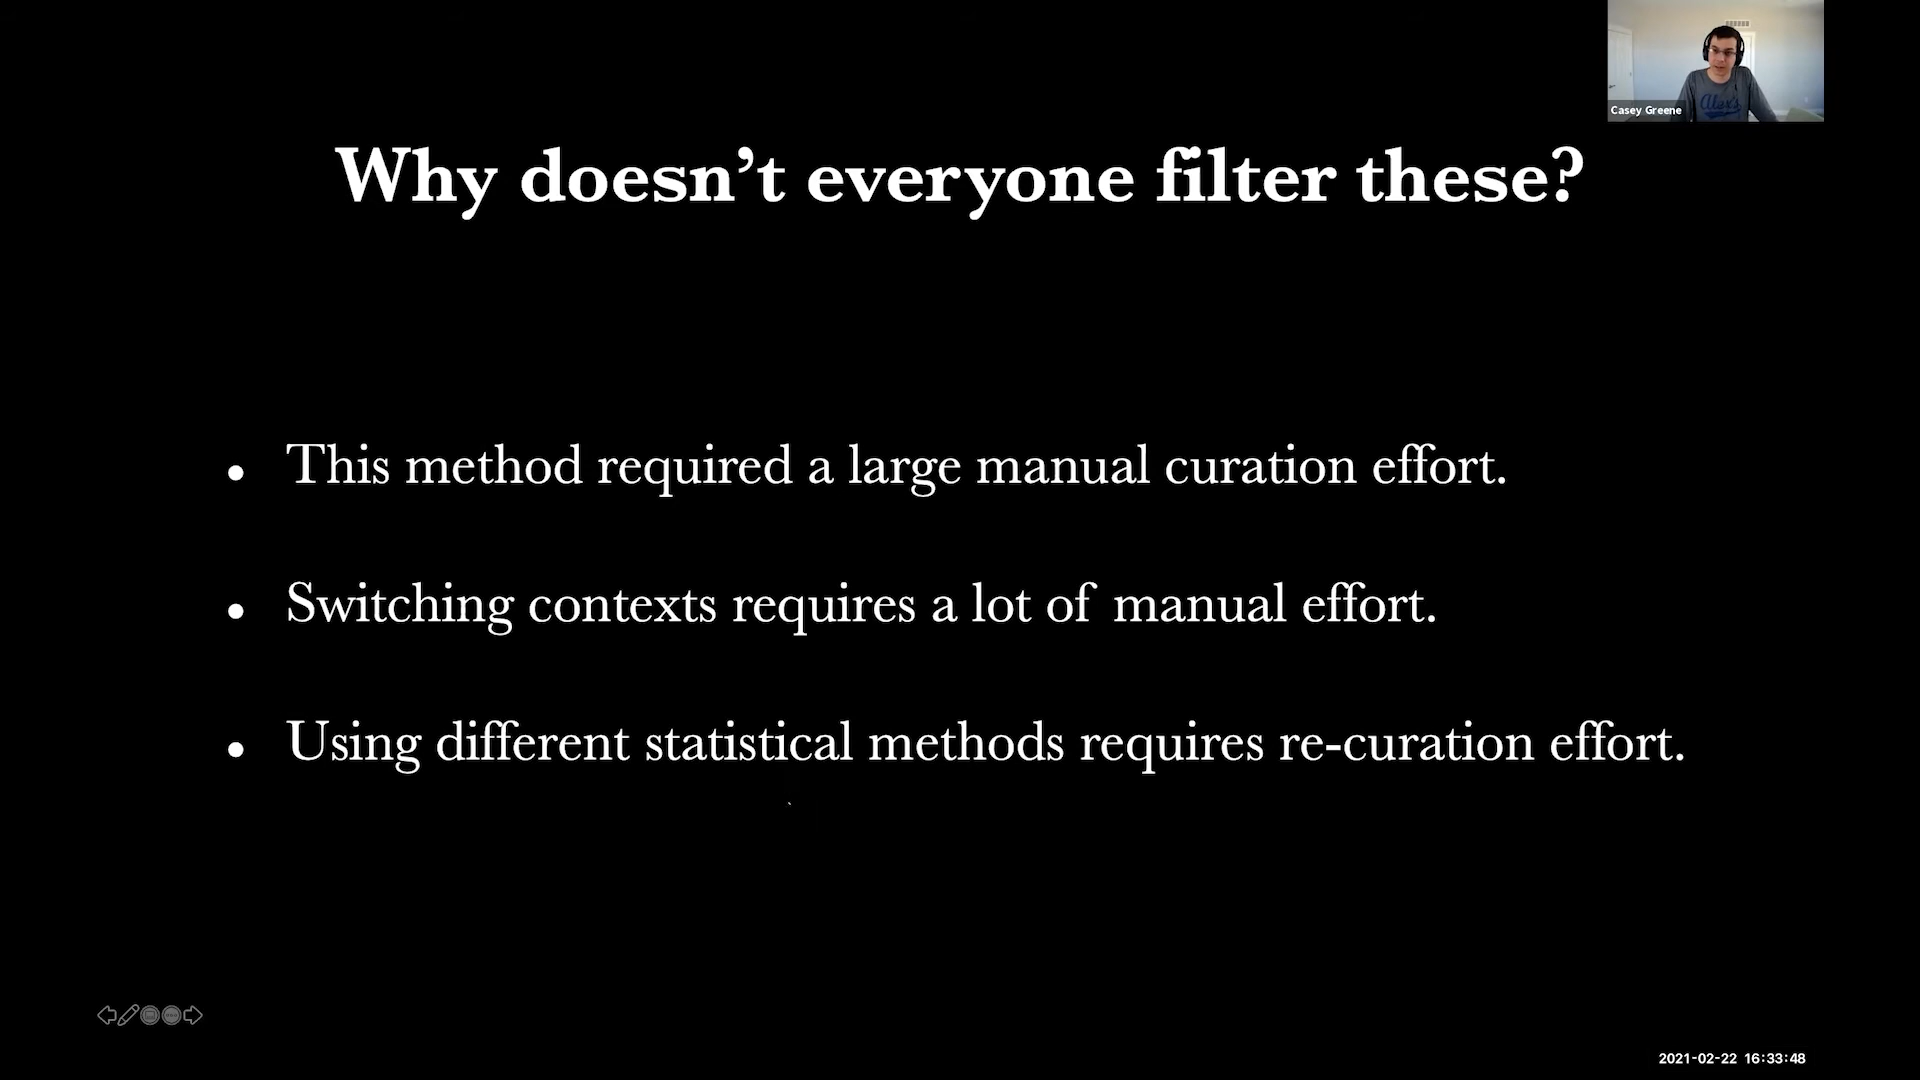 Casey Greene
Alex's
Why doesn’t everyone filter these?
• This method required a large manual curation effort.
• Switching contexts requires a lot of manual effort.
• Using different statistical methods requires re-curation effort.
2021-02-22 16:33:48